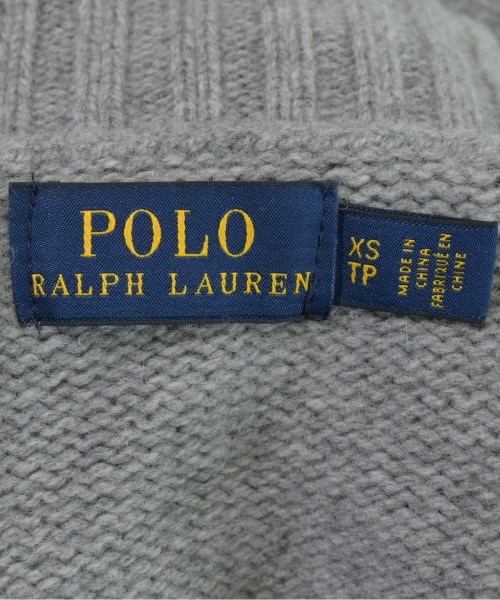 POLO
RALPH LAUREN
XS
TP
MADE IN
CHINA
FABRIQUÉ EN
CHINE